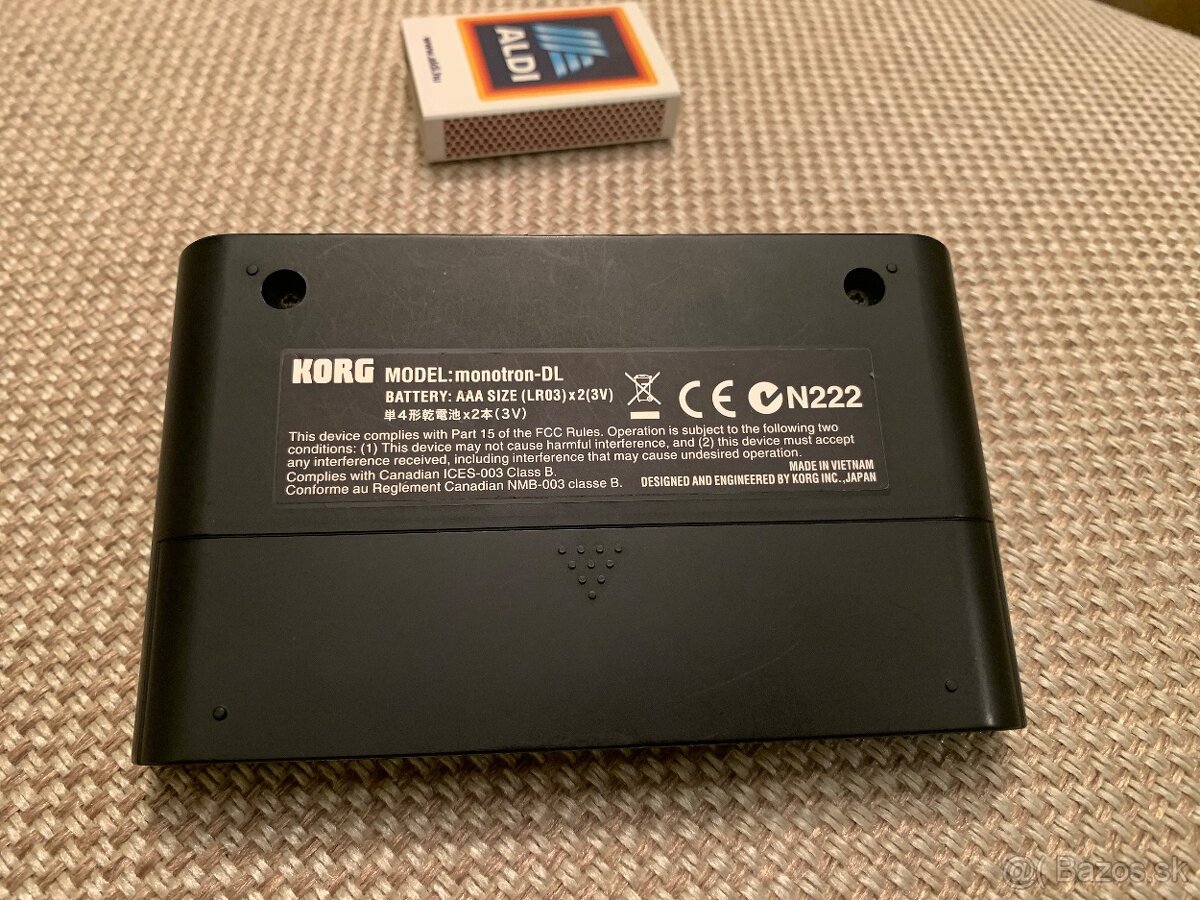 ALDI
KORG MODEL:monotron-DL
BATTERY: AAA SIZE (LR03)x2(3V)
単4形乾電池x2本(3V)
CE N222
This device complies with Part 15 of the FCC Rules. Operation is subject to the following two
conditions: (1) This device may not cause harmful interference, and (2) this device must accept
any interference received, including interference that may cause undesired operation.
Complies with Canadian ICES-003 Class B.
Conforme au Reglement Canadian NMB-003 classe B.
MADE IN VIETNAM
DESIGNED AND ENGINEERED BY KORG INC.,JAPAN
@( Bazos.sk